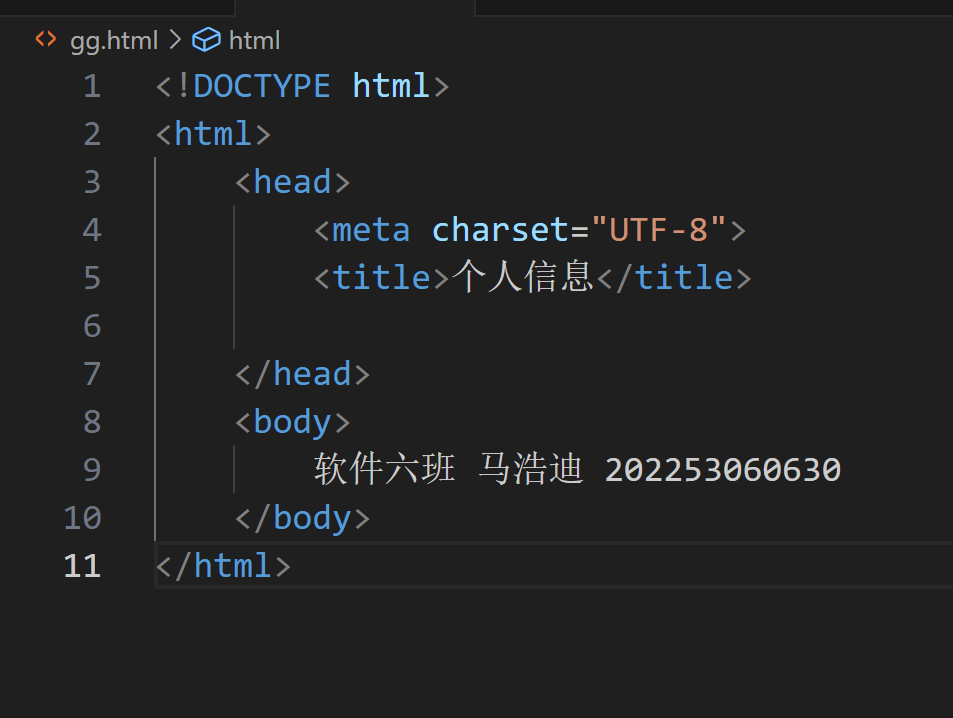 gg.html > html
1 <!DOCTYPE html>
2 <html>
3 <head>
4 <meta charset="UTF-8">
5 <title>个人信息</title>
6
7 </head>
8 <body>
9 软件六班 马浩迪 202253060630
10 </body>
11 </html>